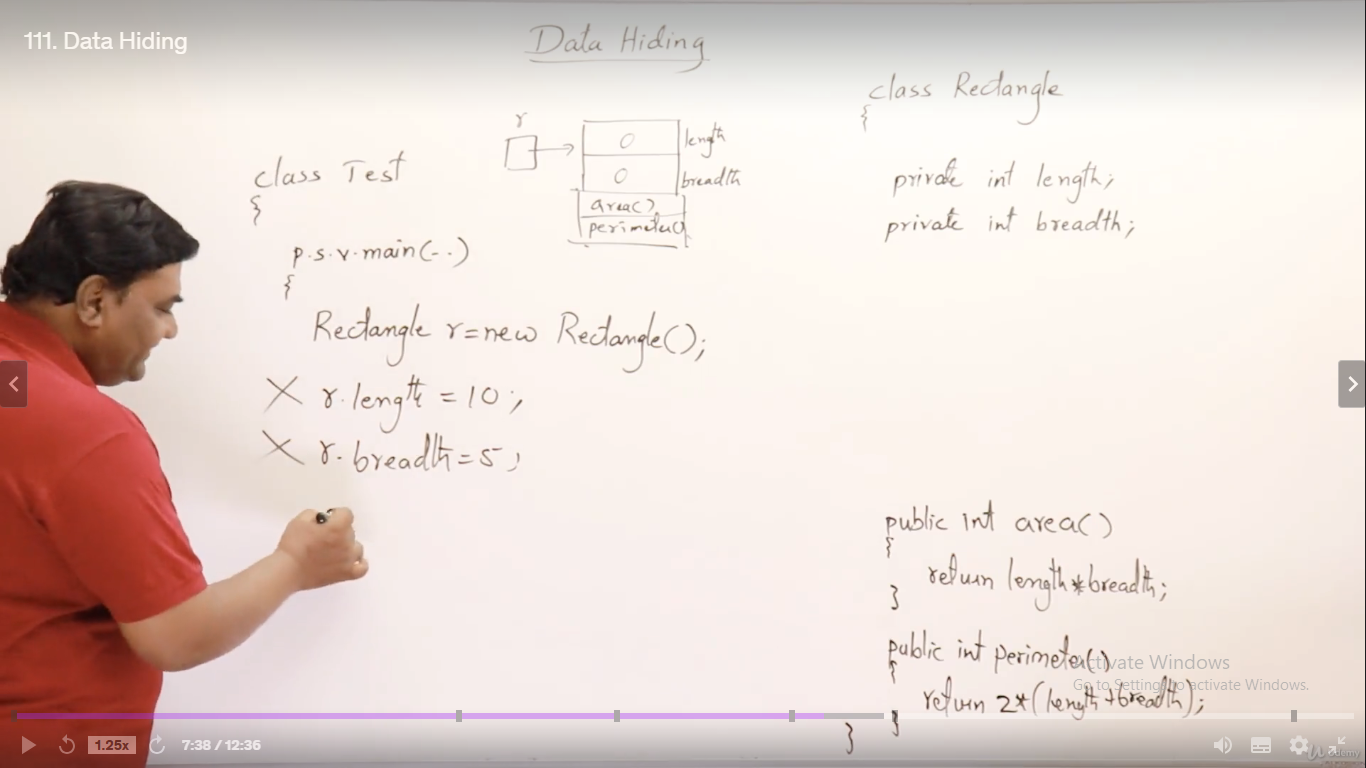 111. Data Hiding
Data Hiding
class Test
{
p.s.v.main(..)
{
Rectangle r=new Rectangle();
X r.length = 10;
X r.breadth=5;
r
0 length
0 breadth
area()
perimeter()
class Rectangle
{
private int length;
private int breadth;
public int area()
{
return length*breadth;
}
public int perimeter()
{
return 2*(length+breadth);
}
}
Activate Windows
Go to Settings to activate Windows.
1.25x
7:38 / 12:36
Udemy